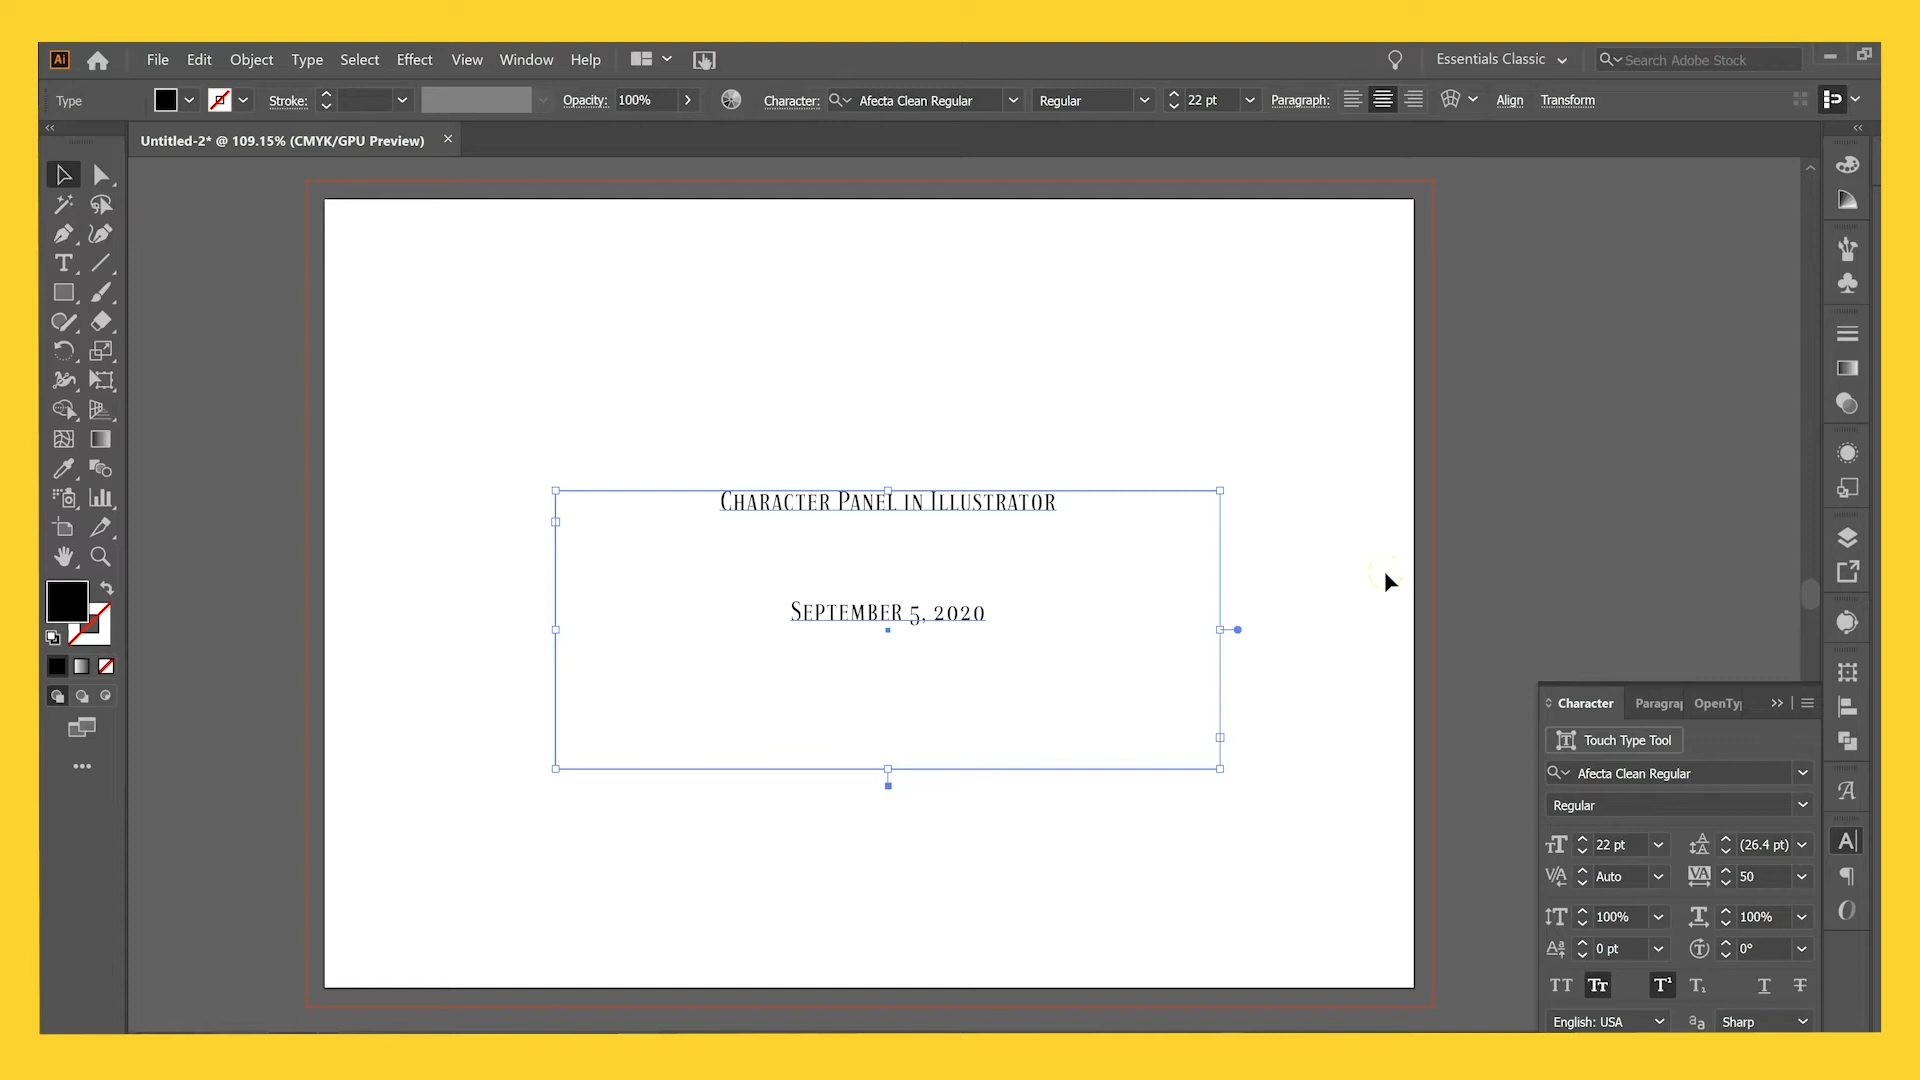 Ai File Edit Object Type Select Effect View Window Help Essentials Classic Search Adobe Stock
Type Stroke: Opacity: 100% Character: Afecta Clean Regular Regular 22 pt Paragraph: Align Transform
Untitled-2* @ 109.15% (CMYK/GPU Preview) ×
Character Panel in Illustrator
September 5, 2020
Character Paragra OpenTy
Touch Type Tool
Afecta Clean Regular
Regular
22 pt (26.4 pt)
Auto 50
100% 100%
0 pt 0°
English: USA Sharp